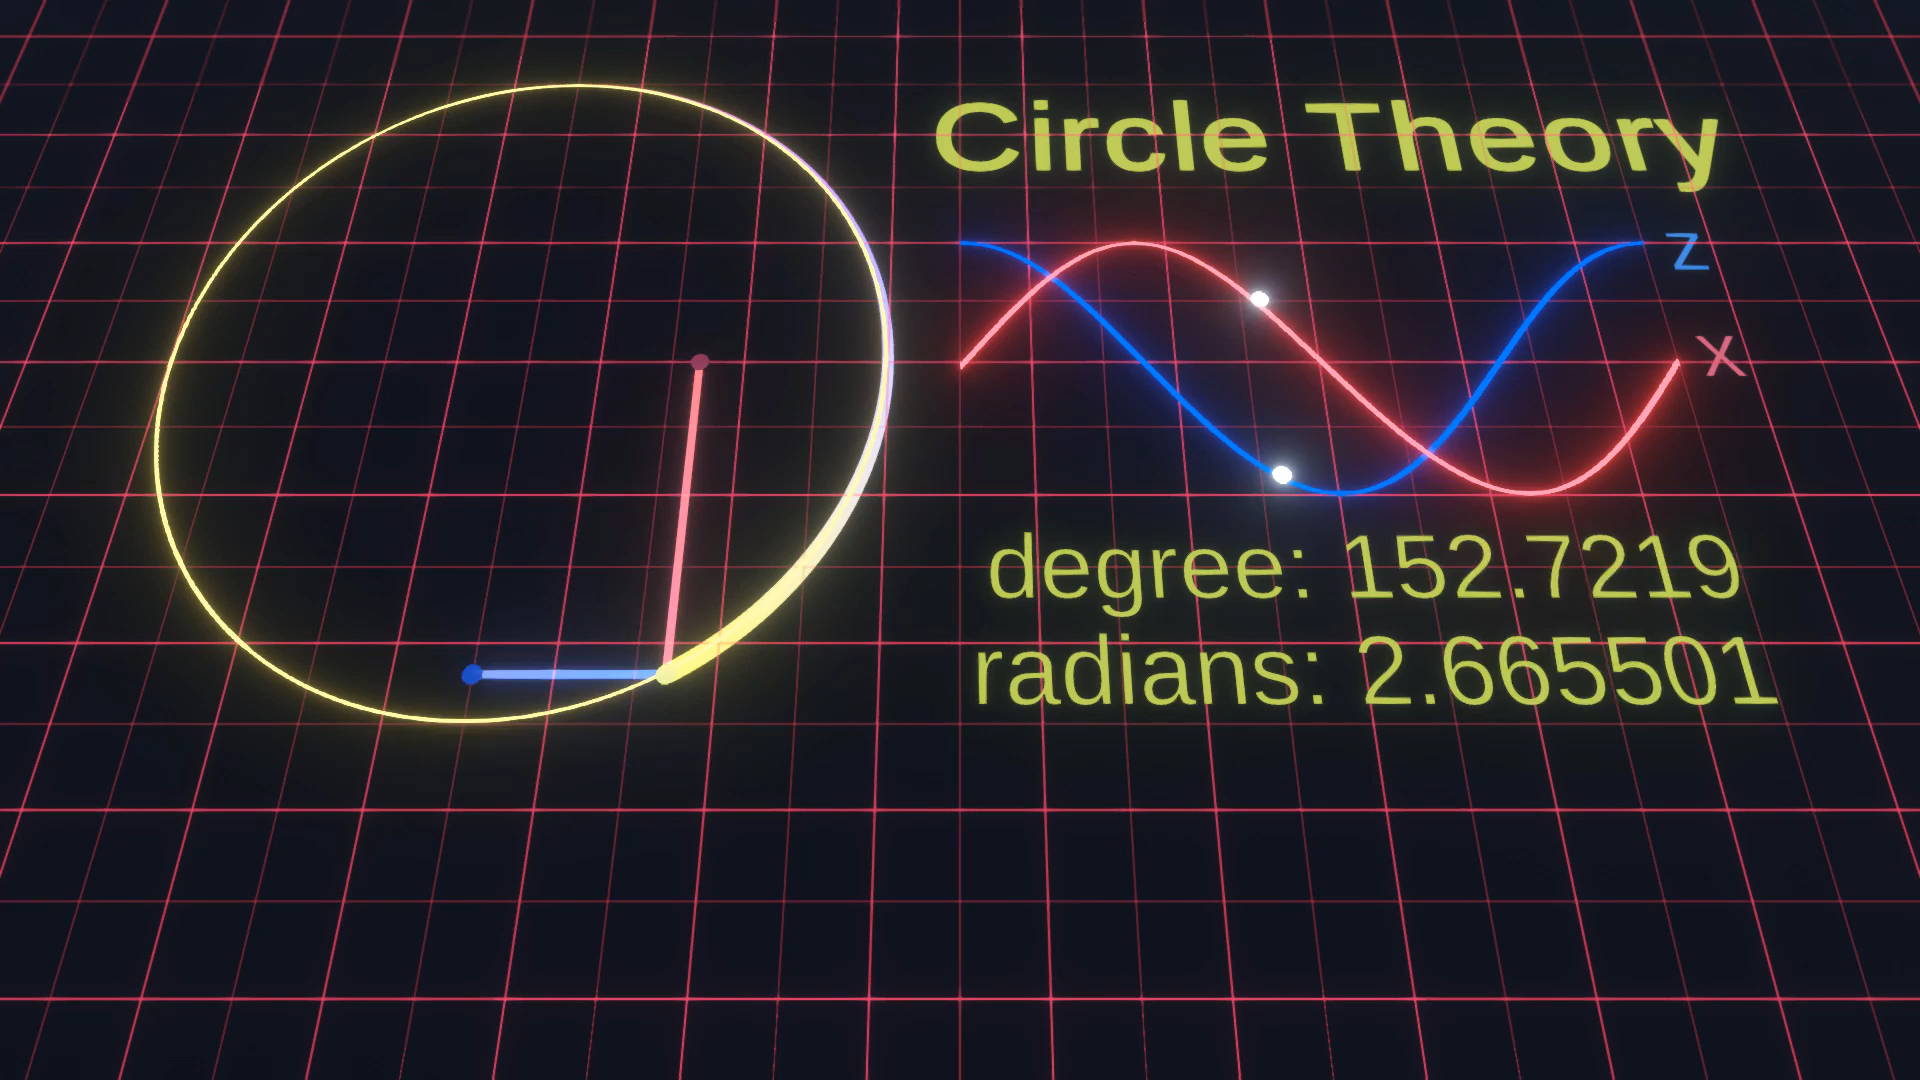 Circle Theory
Z
X
degree: 152.7219
radians: 2.665501